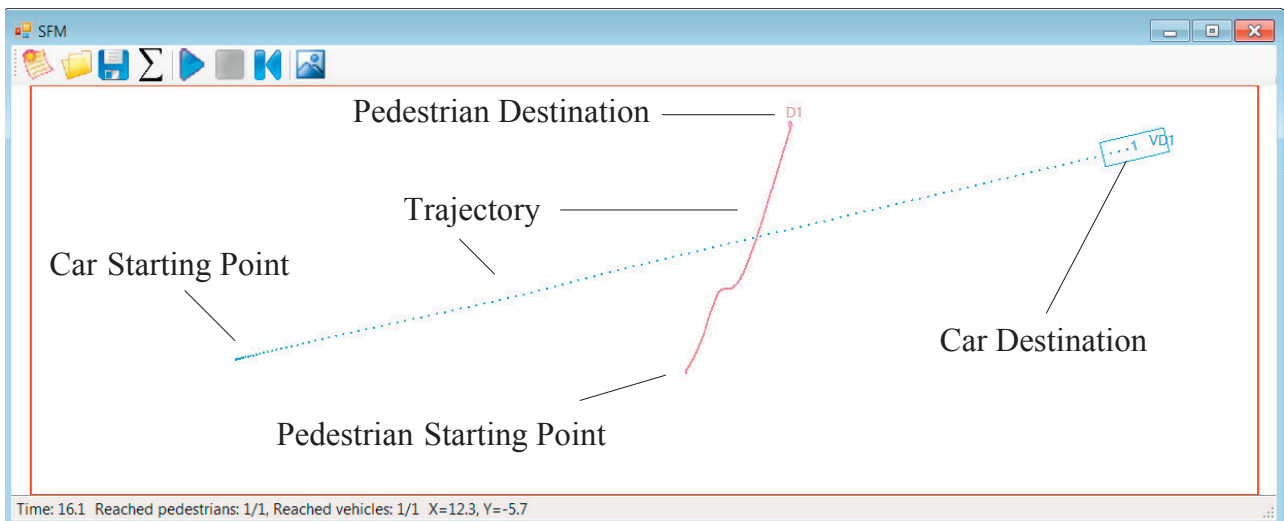 SFM
Σ
Pedestrian Destination
D1
1 VD1
Trajectory
Car Starting Point
Car Destination
Pedestrian Starting Point
Time: 16.1 Reached pedestrians: 1/1, Reached vehicles: 1/1 X=12.3, Y=-5.7